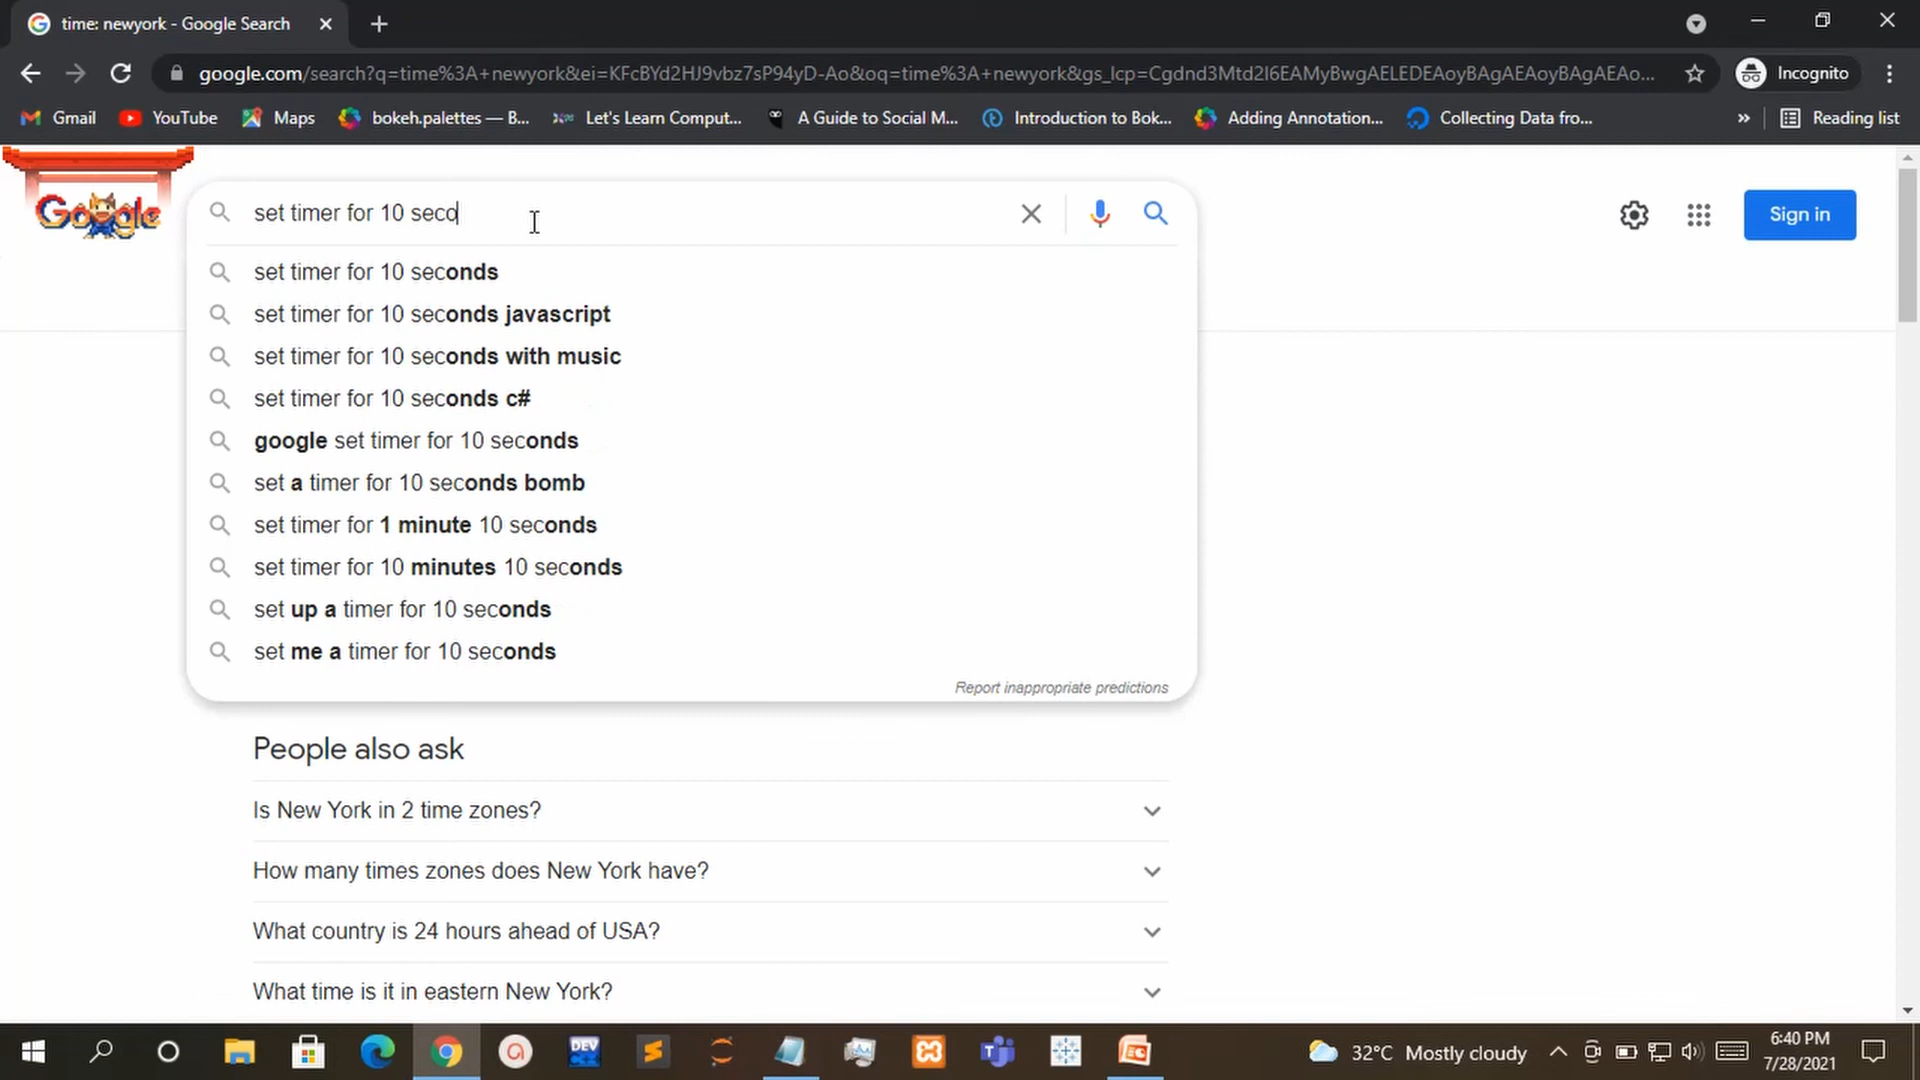 time: newyork - Google Search
google.com/search?q=time%3A+newyork&ei=KFcBYd2HJ9vbz7sP94yD-Ao&oq=time%3A+newyork&gs_lcp=Cgdnd3Mtd2l6EAMyBwgAELEDEAoyBAgAEAoyBAgAEAo...
Incognito
Gmail YouTube Maps bokeh.palettes — B... Let's Learn Comput... A Guide to Social M... Introduction to Bok... Adding Annotation... Collecting Data fro... » Reading list
Google
set timer for 10 seco
Sign in
set timer for 10 seconds
set timer for 10 seconds javascript
set timer for 10 seconds with music
set timer for 10 seconds c#
google set timer for 10 seconds
set a timer for 10 seconds bomb
set timer for 1 minute 10 seconds
set timer for 10 minutes 10 seconds
set up a timer for 10 seconds
set me a timer for 10 seconds
Report inappropriate predictions
People also ask
Is New York in 2 time zones?
How many times zones does New York have?
What country is 24 hours ahead of USA?
What time is it in eastern New York?
DEV
32°C Mostly cloudy
6:40 PM
7/28/2021